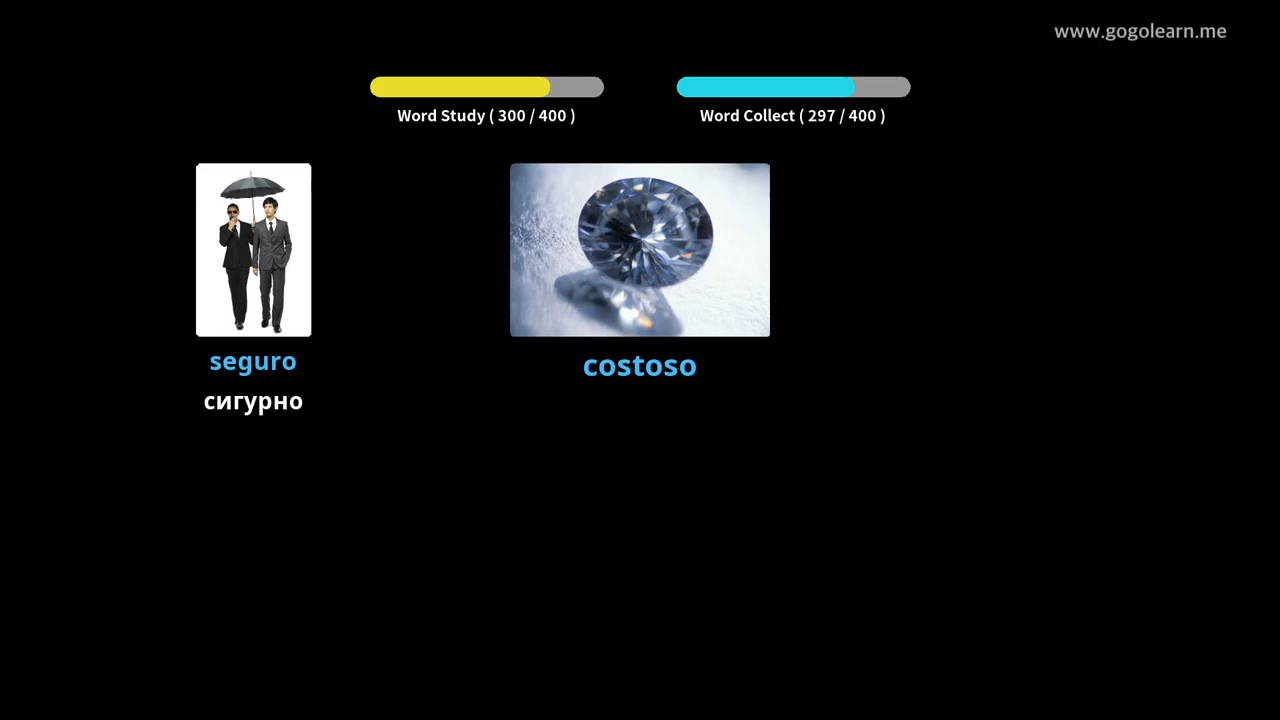 www.gogolearn.me
Word Study ( 300 / 400 )
Word Collect ( 297 / 400 )
seguro
сигурно
costoso